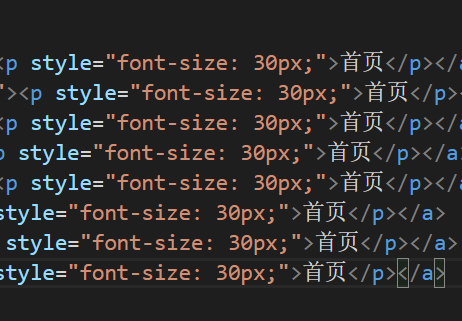 <p style="font-size: 30px;">首页</p></a
"><p style="font-size: 30px;">首页</p>
<p style="font-size: 30px;">首页</p></a
p style="font-size: 30px;">首页</p></a>
<p style="font-size: 30px;">首页</p></a
style="font-size: 30px;">首页</p></a>
style="font-size: 30px;">首页</p></a>
style="font-size: 30px;">首页</p></a>